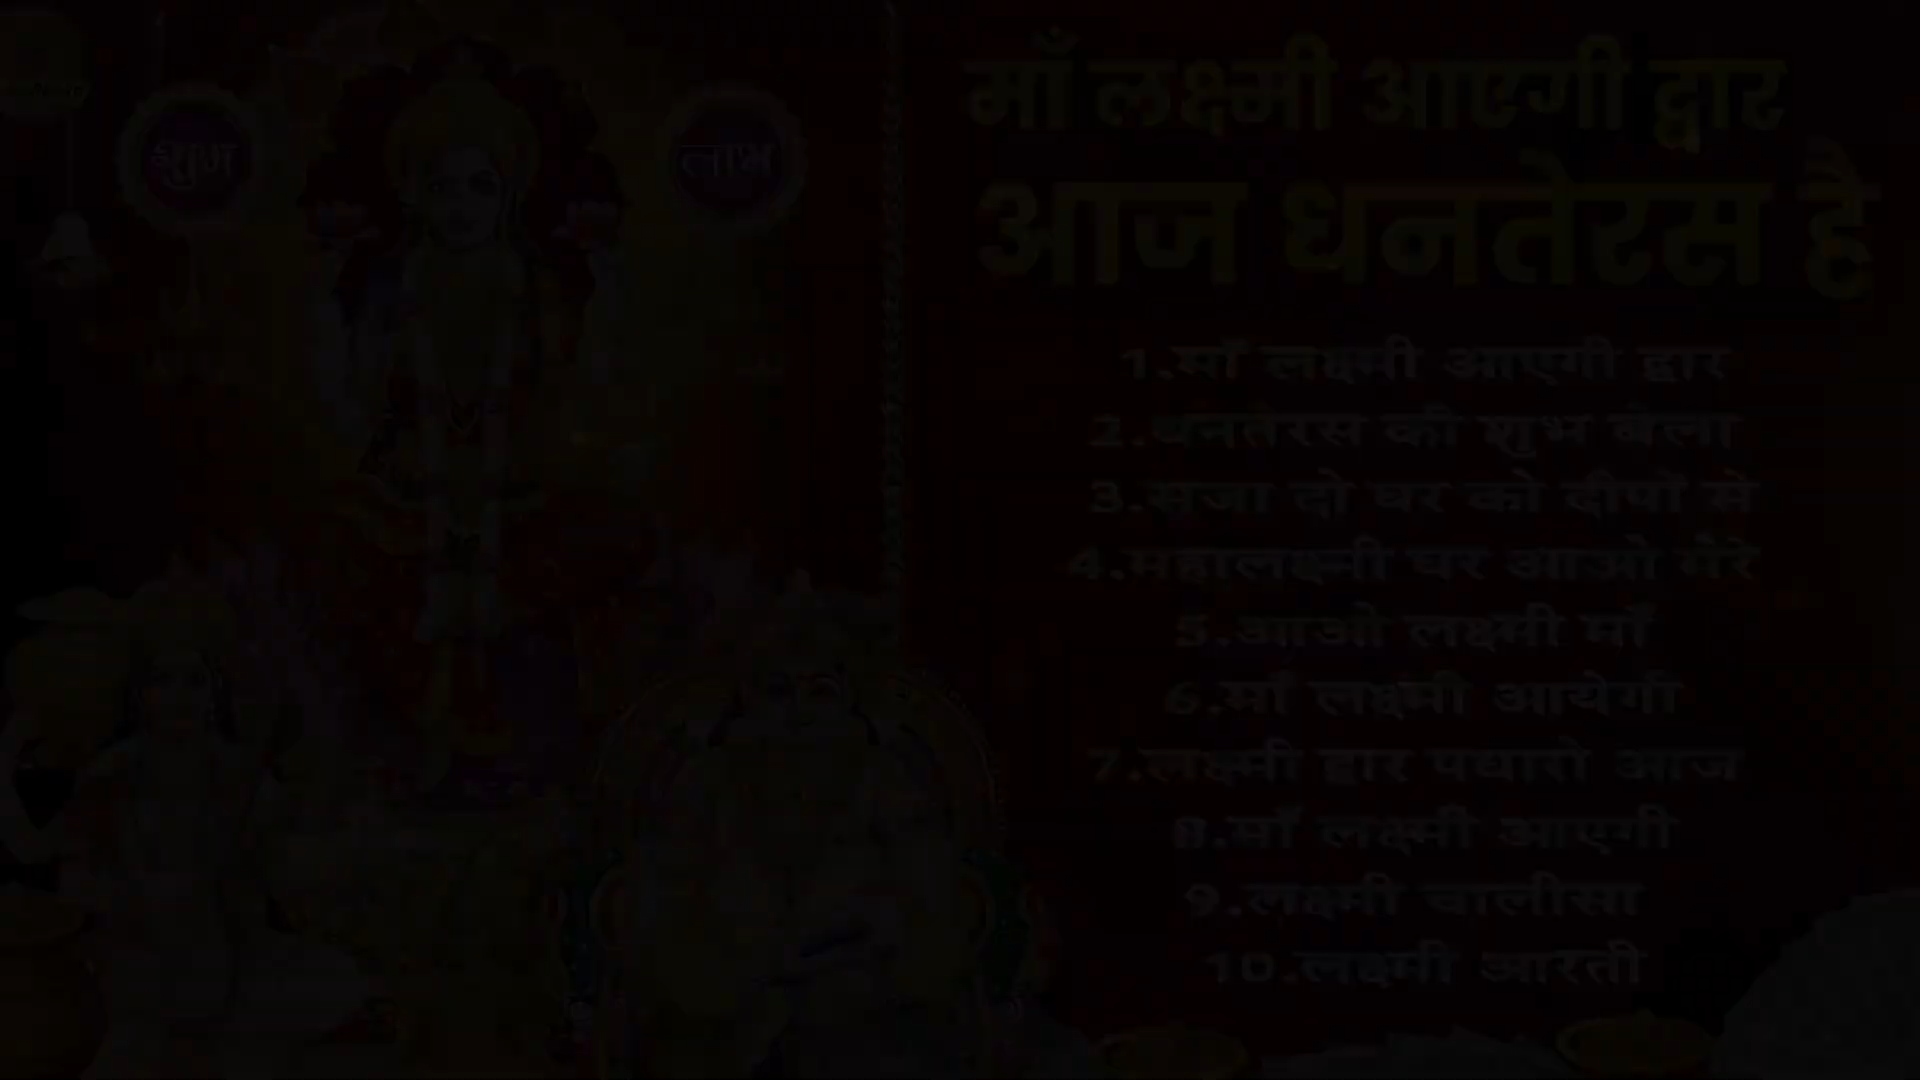 शुभ
लाभ
माँ लक्ष्मी आएगी द्वार
आज धनतेरस है
1.माँ लक्ष्मी आएगी द्वार
2.धनतेरस की शुभ बेला
3.सजा दो घर को दीपों से
4.महालक्ष्मी घर आओ मेरे
5.आओ लक्ष्मी माँ
6.माँ लक्ष्मी आयेगी
7.लक्ष्मी द्वार पधारो आज
8.माँ लक्ष्मी आएगी
9.लक्ष्मी चालीसा
10.लक्ष्मी आरती